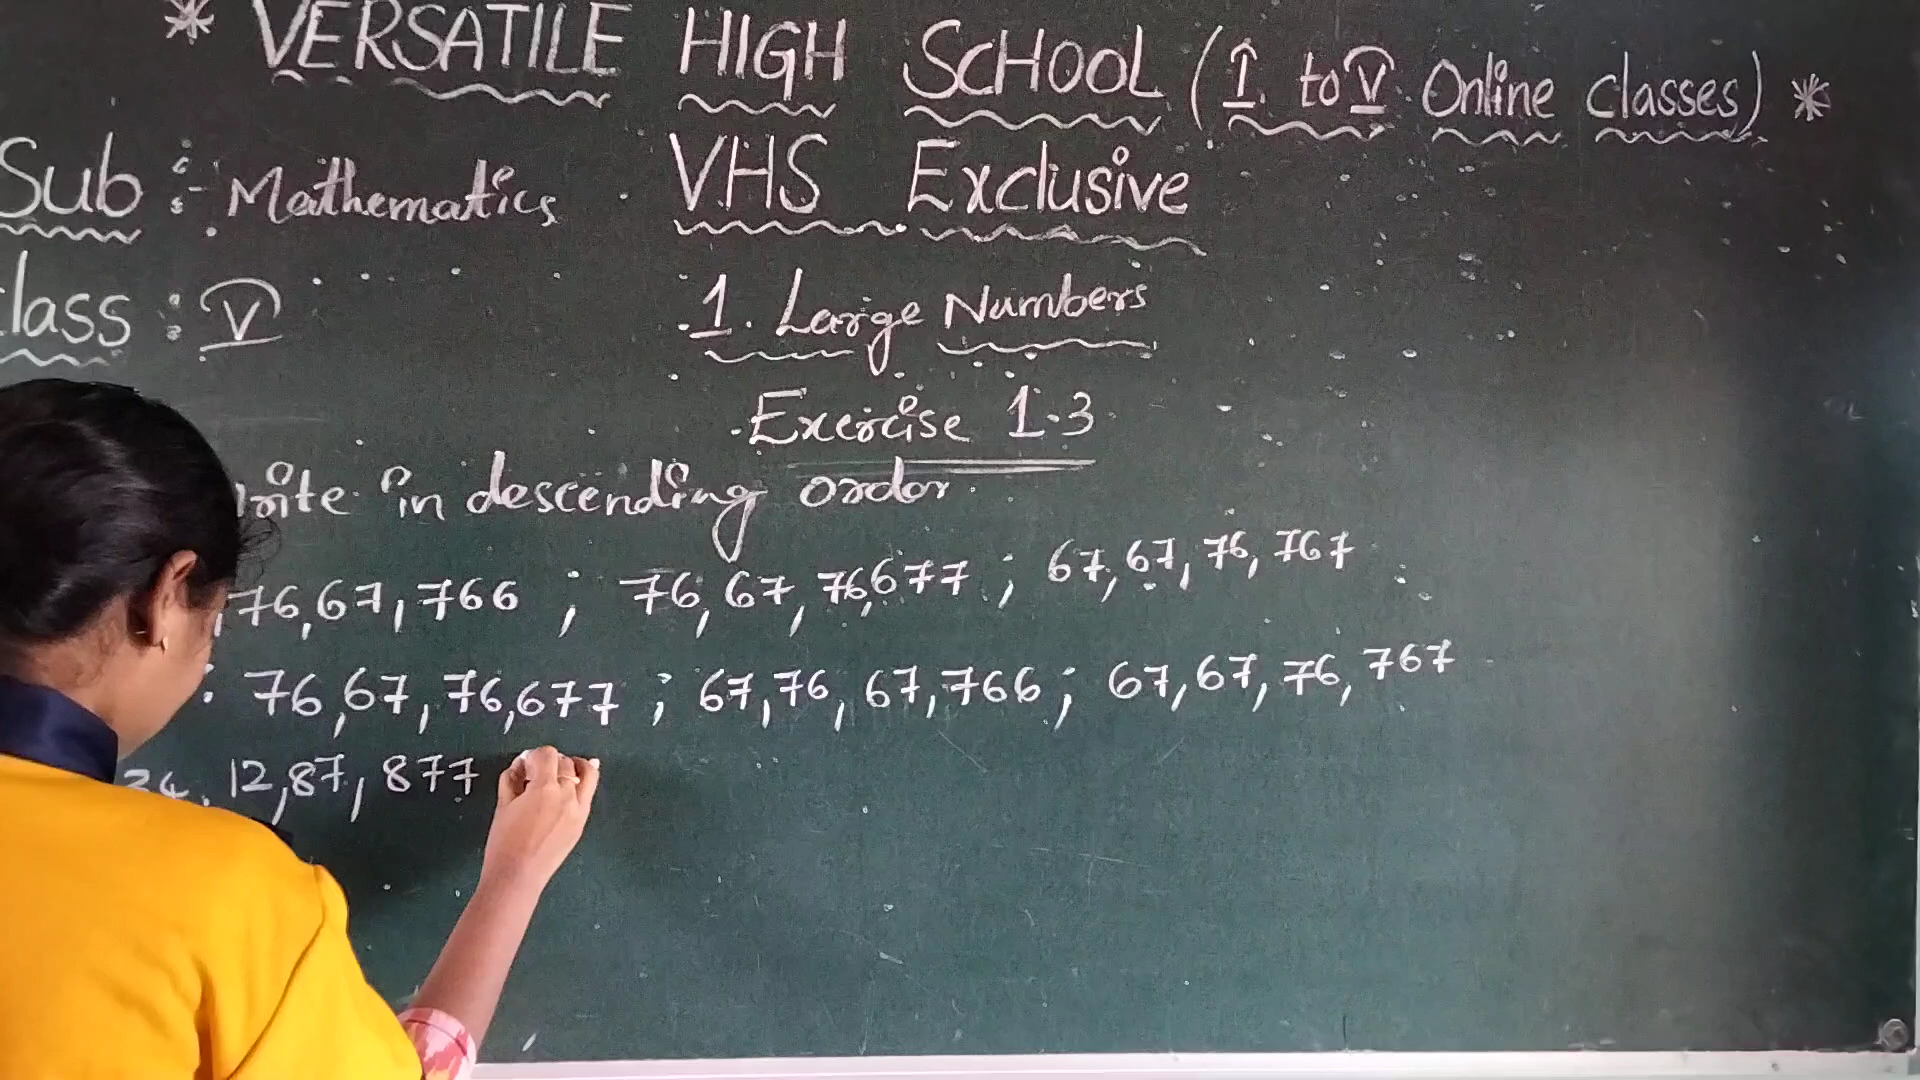 * VERSATILE HIGH SCHOOL (I to V Online classes) *
Sub : Mathematics VHS Exclusive
class : V
1. Large Numbers
Exercise 1.3
in descending order
,76,67,766 ; 76,67,76,677 ; 67,67,76,767
: 76,67,76,677 ; 67,76,67,766 ; 67,67,76,767
34, 12,87,877